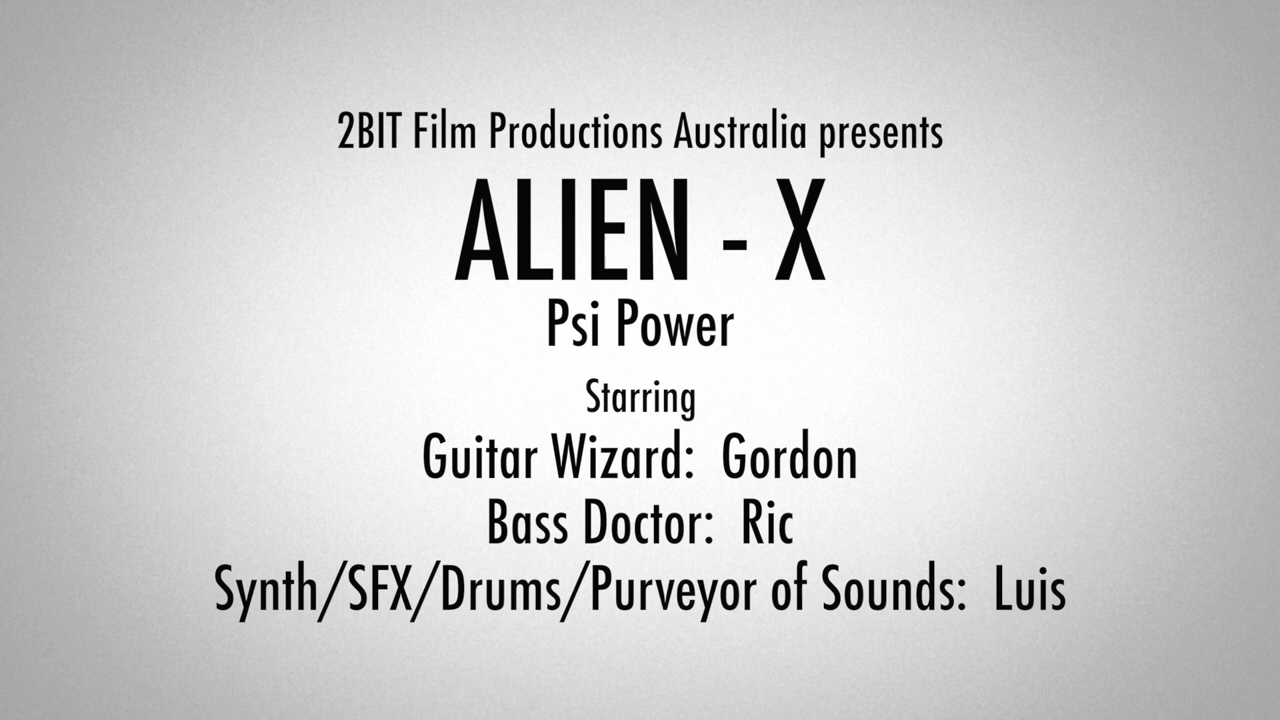 2BIT Film Productions Australia presents
ALIEN - X
Psi Power
Starring
Guitar Wizard:  Gordon
Bass Doctor:  Ric
Synth/SFX/Drums/Purveyor of Sounds:  Luis